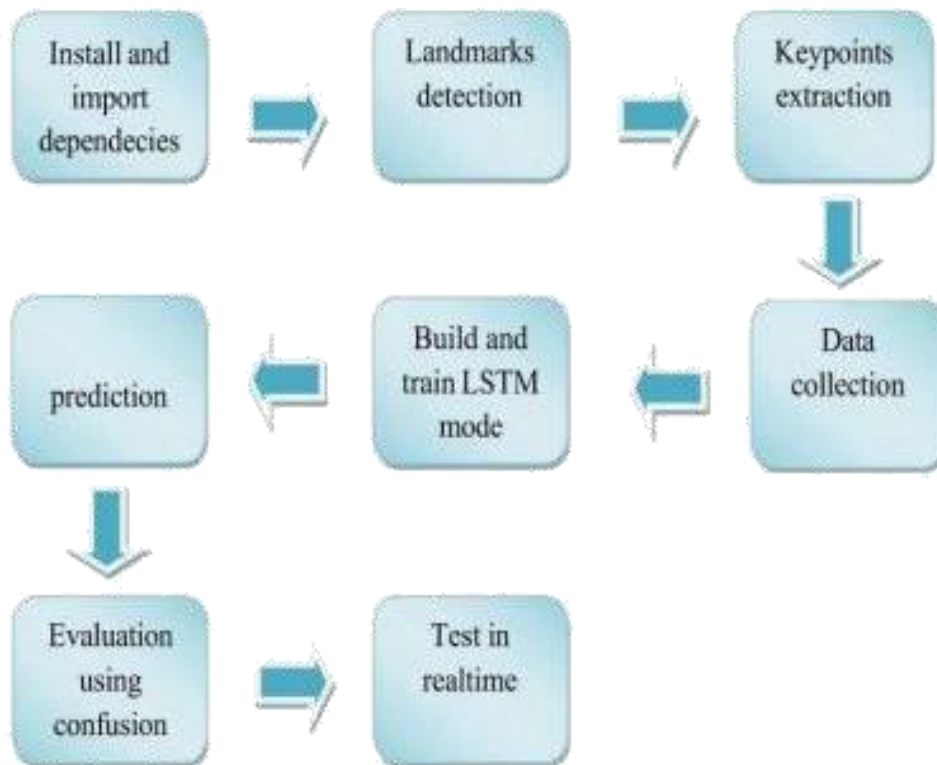 Install and
import
dependecies
Landmarks
detection
Keypoints
extraction
Data
collection
Build and
train LSTM
mode
prediction
Evaluation
using
confusion
Test in
realtime